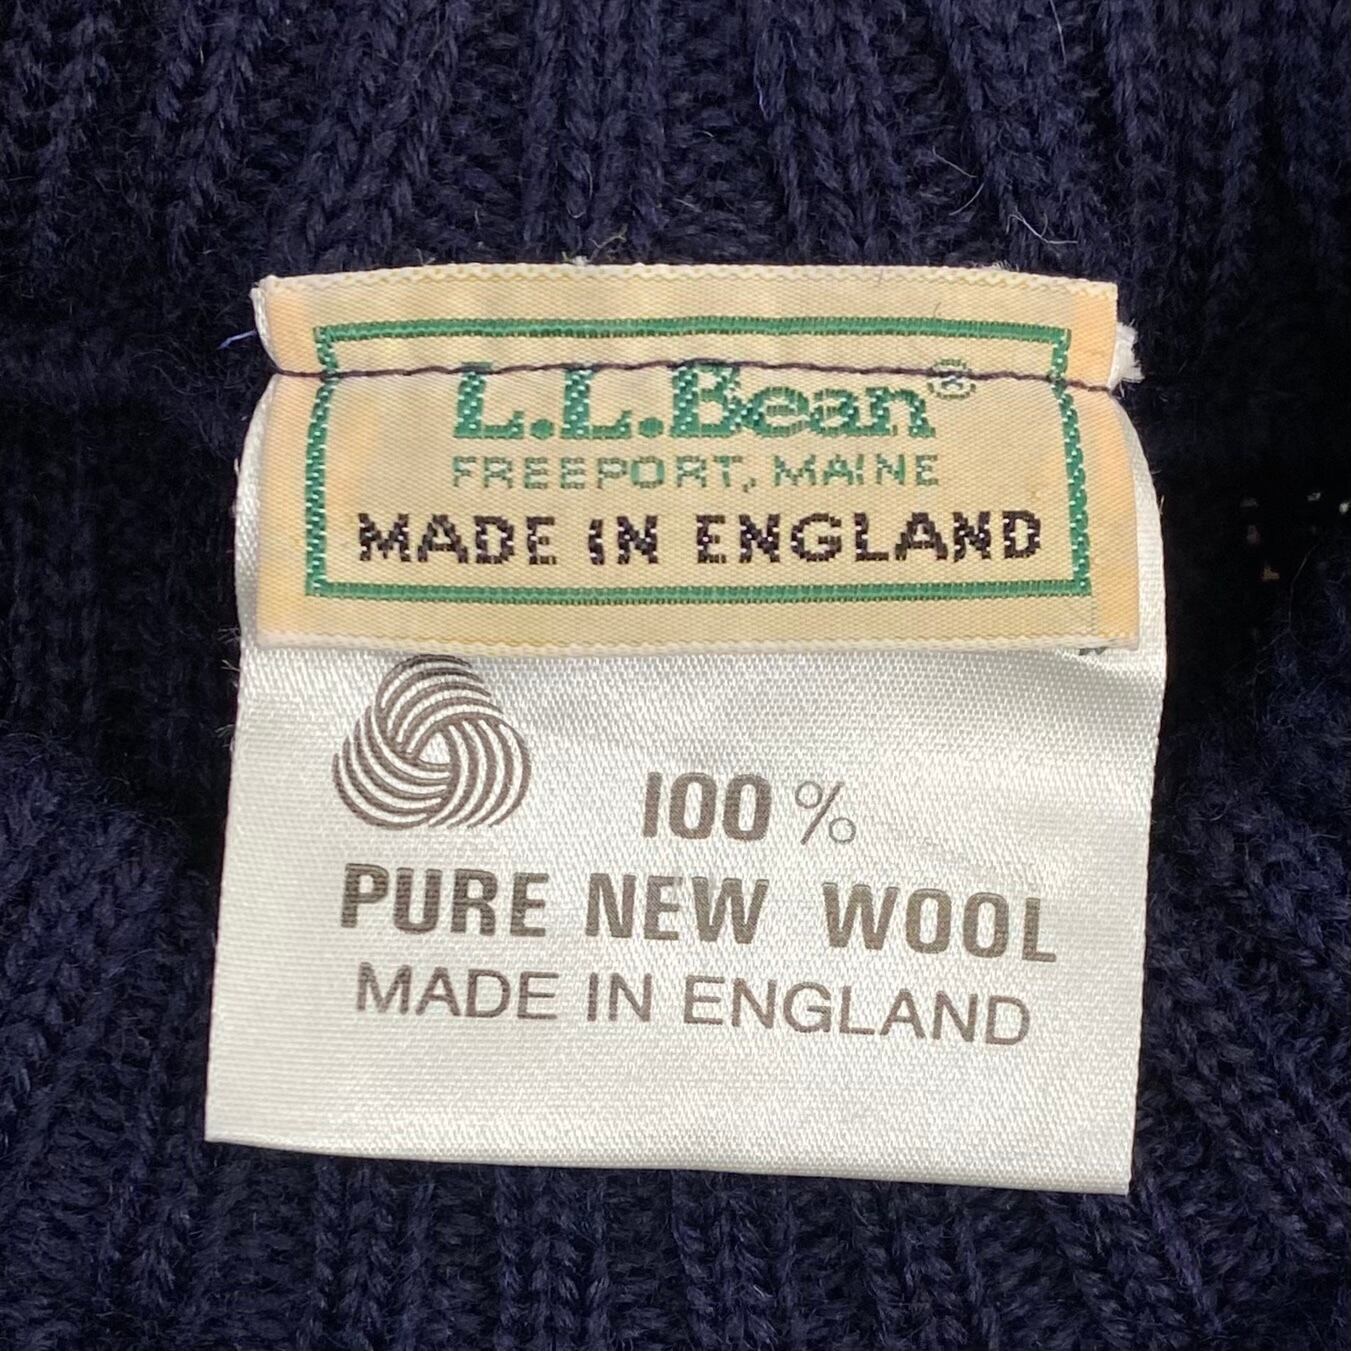 L.L.Bean®
FREEPORT, MAINE
MADE IN ENGLAND
100 %
PURE NEW WOOL
MADE IN ENGLAND